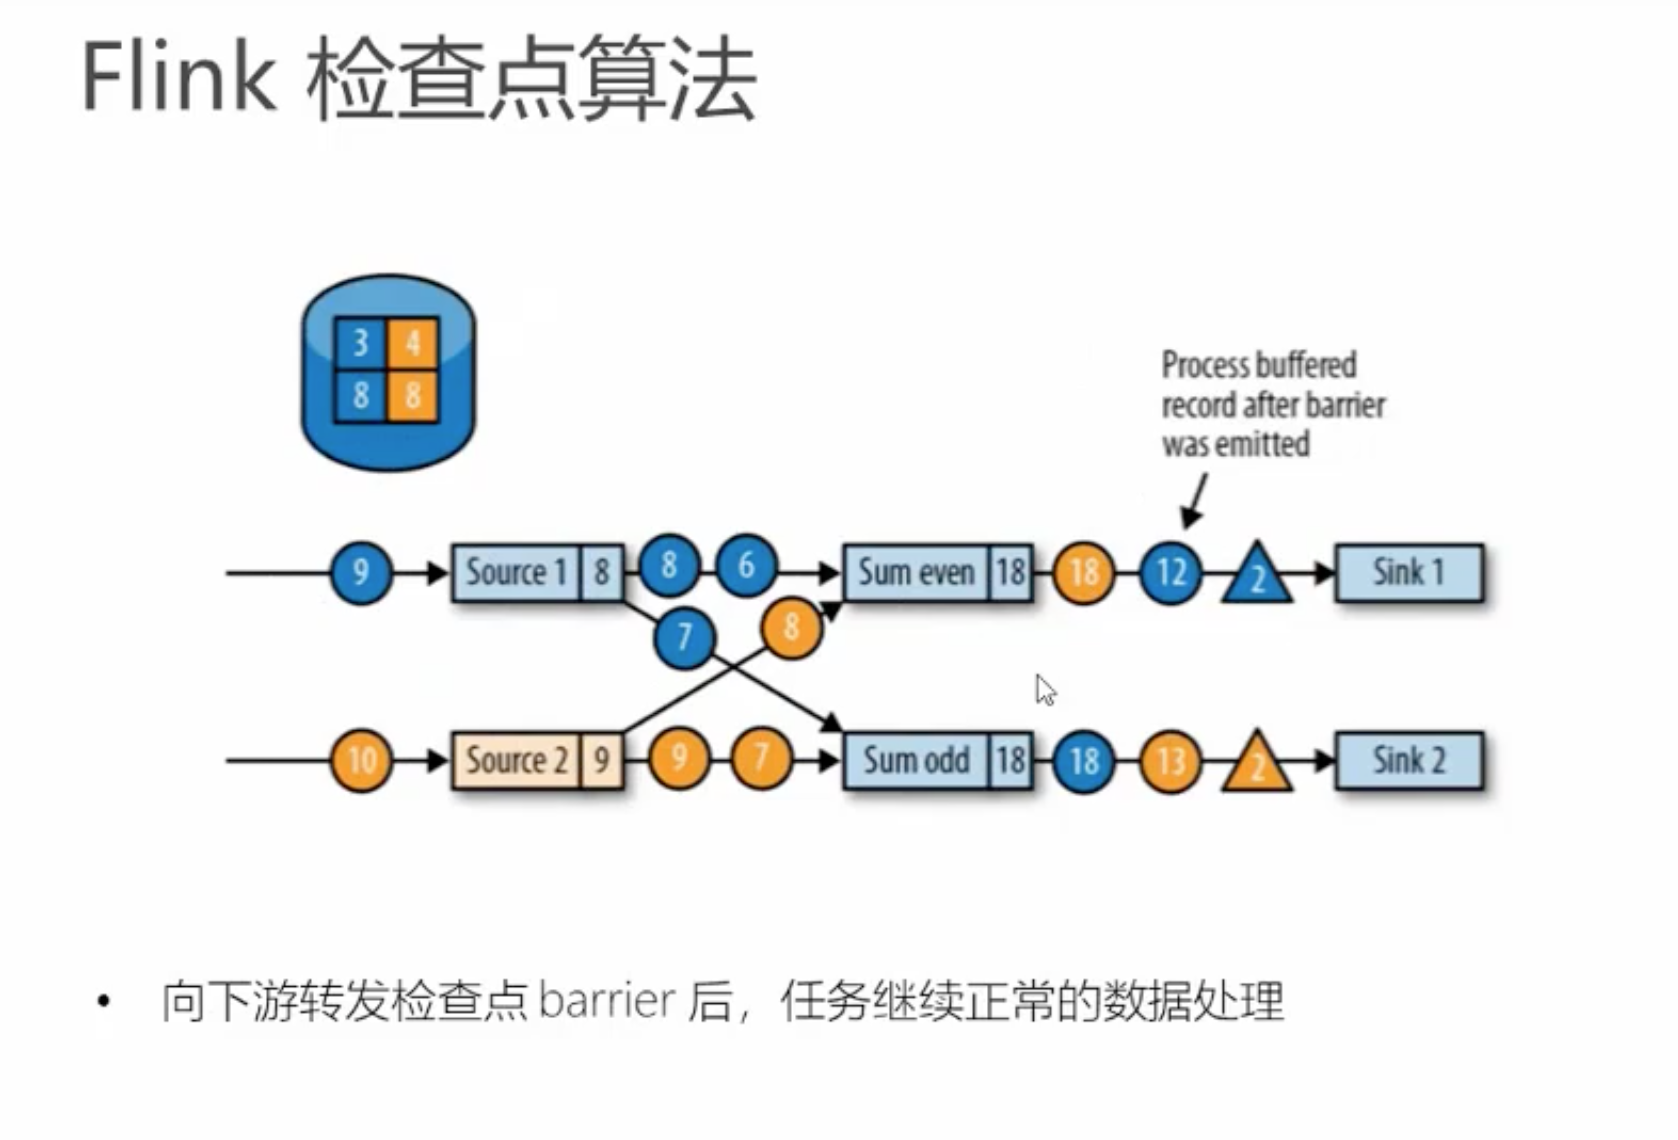 Flink 检查点算法
3 4
8 8
Process buffered
record after barrier
was emitted
9 Source 1 8 8 6 Sum even 18 18 12 2 Sink 1
7 8
10 Source 2 9 9 7 Sum odd 18 18 13 2 Sink 2
• 向下游转发检查点 barrier 后，任务继续正常的数据处理